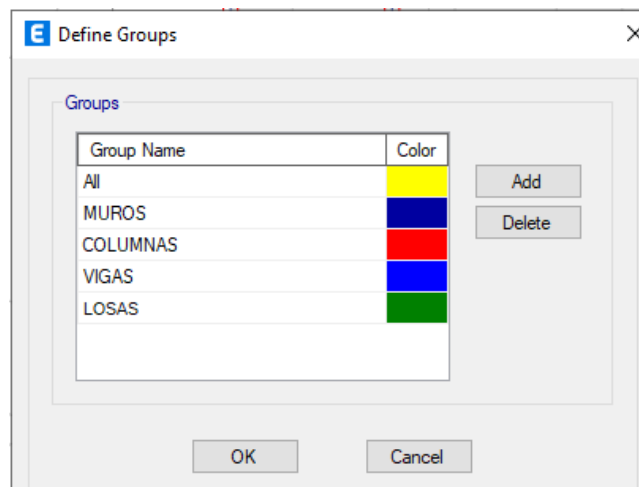 E Define Groups
Groups
Group Name Color
All
MUROS
COLUMNAS
VIGAS
LOSAS
Add
Delete
OK Cancel